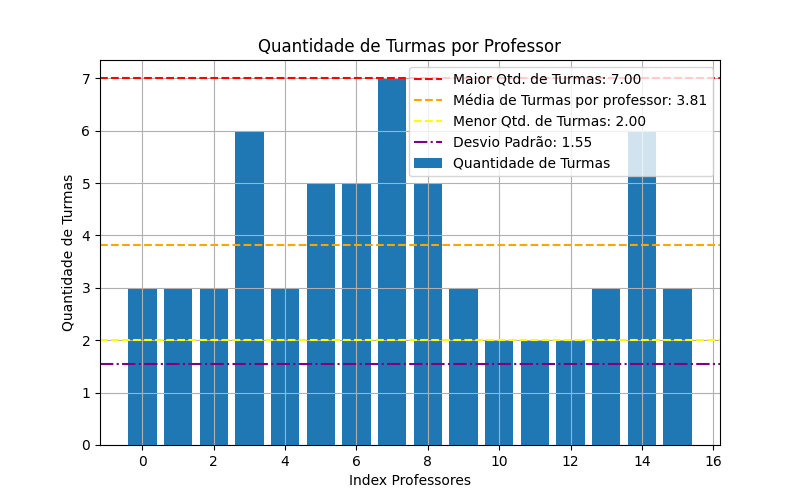 Quantidade de Turmas por Professor
Quantidade de Turmas
7
6
5
4
3
2
1
0
Maior Qtd. de Turmas: 7.00
Média de Turmas por professor: 3.81
Menor Qtd. de Turmas: 2.00
Desvio Padrão: 1.55
Quantidade de Turmas
0 2 4 6 8 10 12 14 16
Index Professores